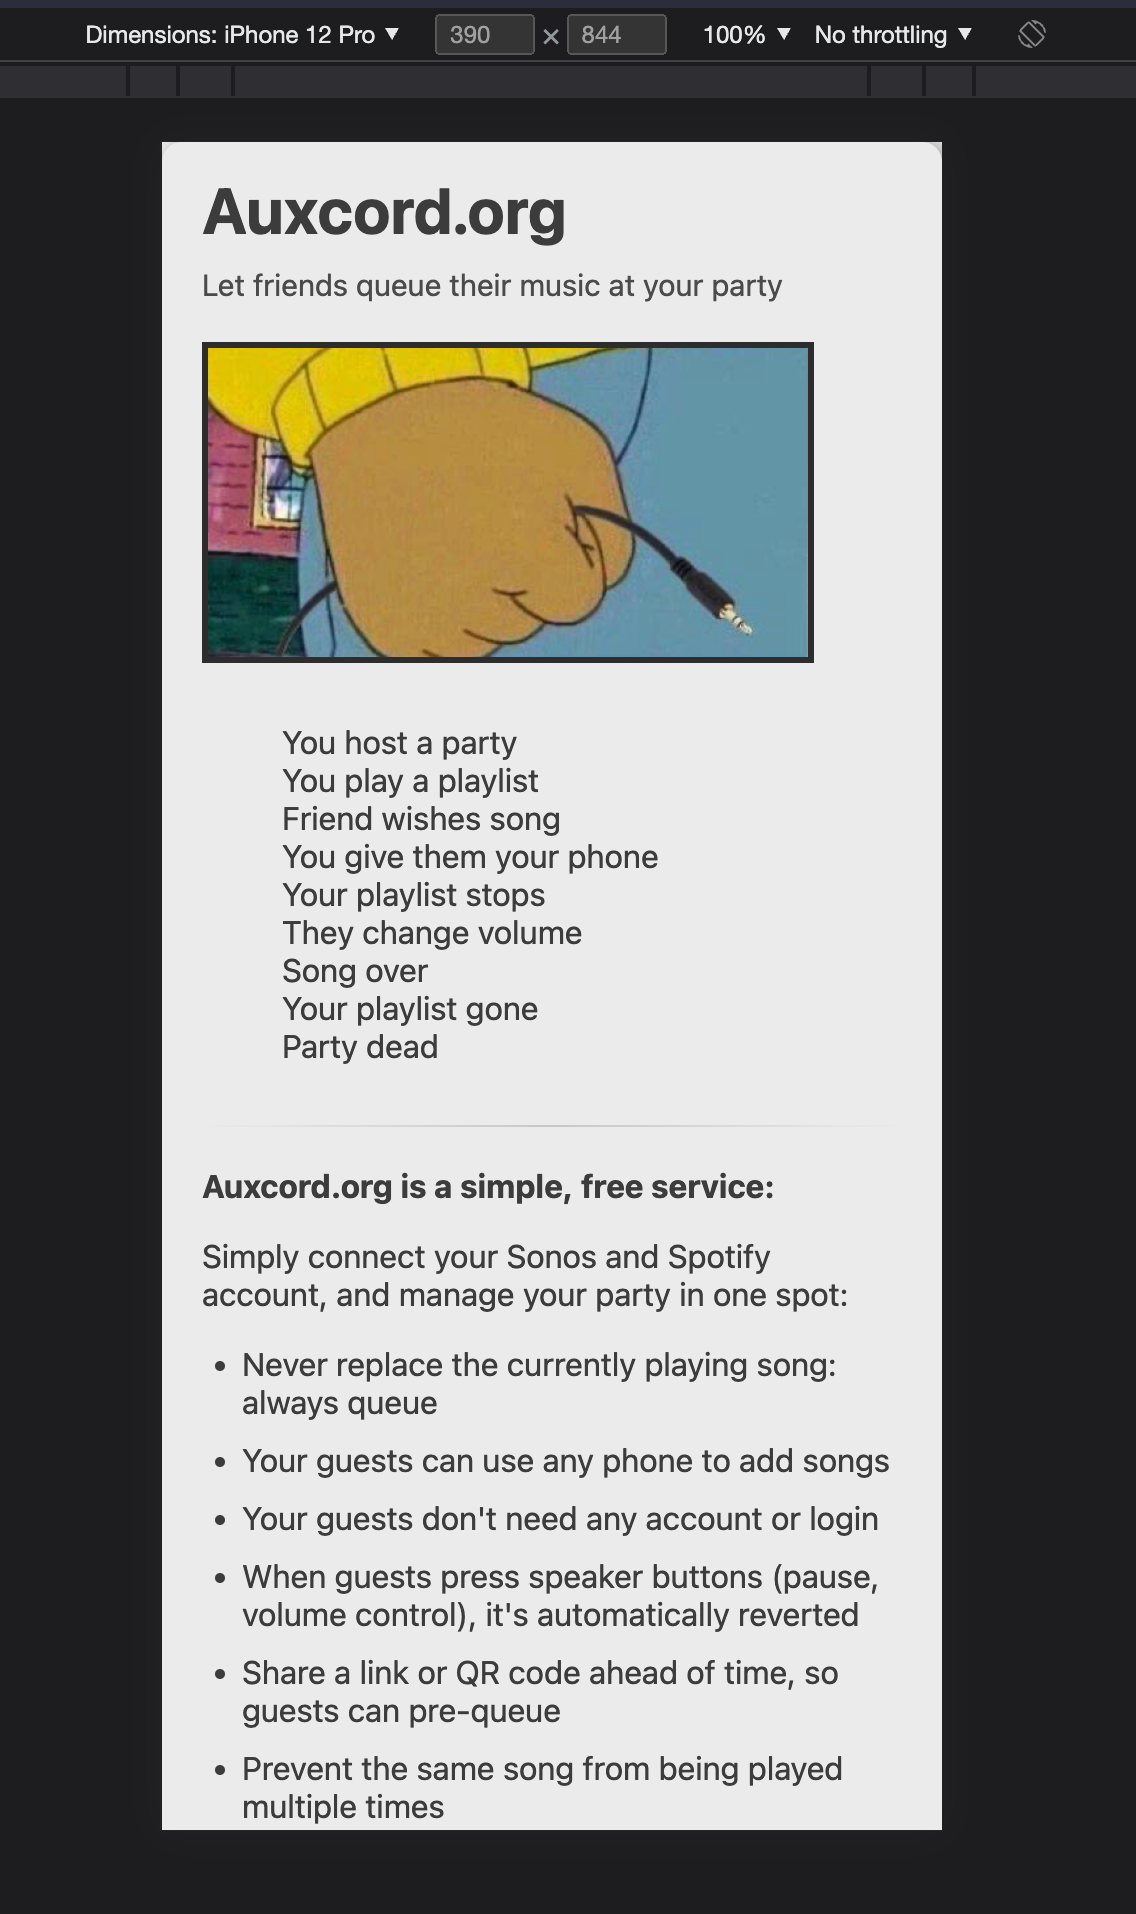 Dimensions: iPhone 12 Pro ▼ 390 × 844 100% ▼ No throttling ▼
Auxcord.org
Let friends queue their music at your party
You host a party
You play a playlist
Friend wishes song
You give them your phone
Your playlist stops
They change volume
Song over
Your playlist gone
Party dead
Auxcord.org is a simple, free service:
Simply connect your Sonos and Spotify
account, and manage your party in one spot:
• Never replace the currently playing song:
always queue
• Your guests can use any phone to add songs
• Your guests don't need any account or login
• When guests press speaker buttons (pause,
volume control), it's automatically reverted
• Share a link or QR code ahead of time, so
guests can pre-queue
• Prevent the same song from being played
multiple times